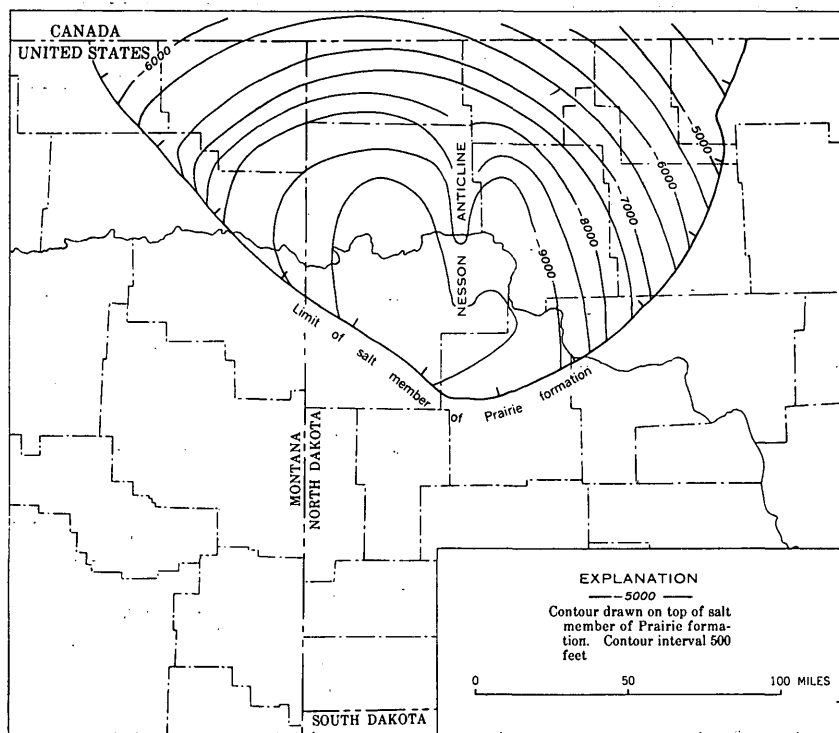 CANADA
UNITED STATES
-6000
-5000
6000
7000
-8000
-9000
NESSON ANTICLINE
Limit of salt member of Prairie formation
MONTANA
NORTH DAKOTA
EXPLANATION
-5000
Contour drawn on top of salt
member of Prairie forma-
tion. Contour interval 500
feet
0 50 100 MILES
SOUTH DAKOTA